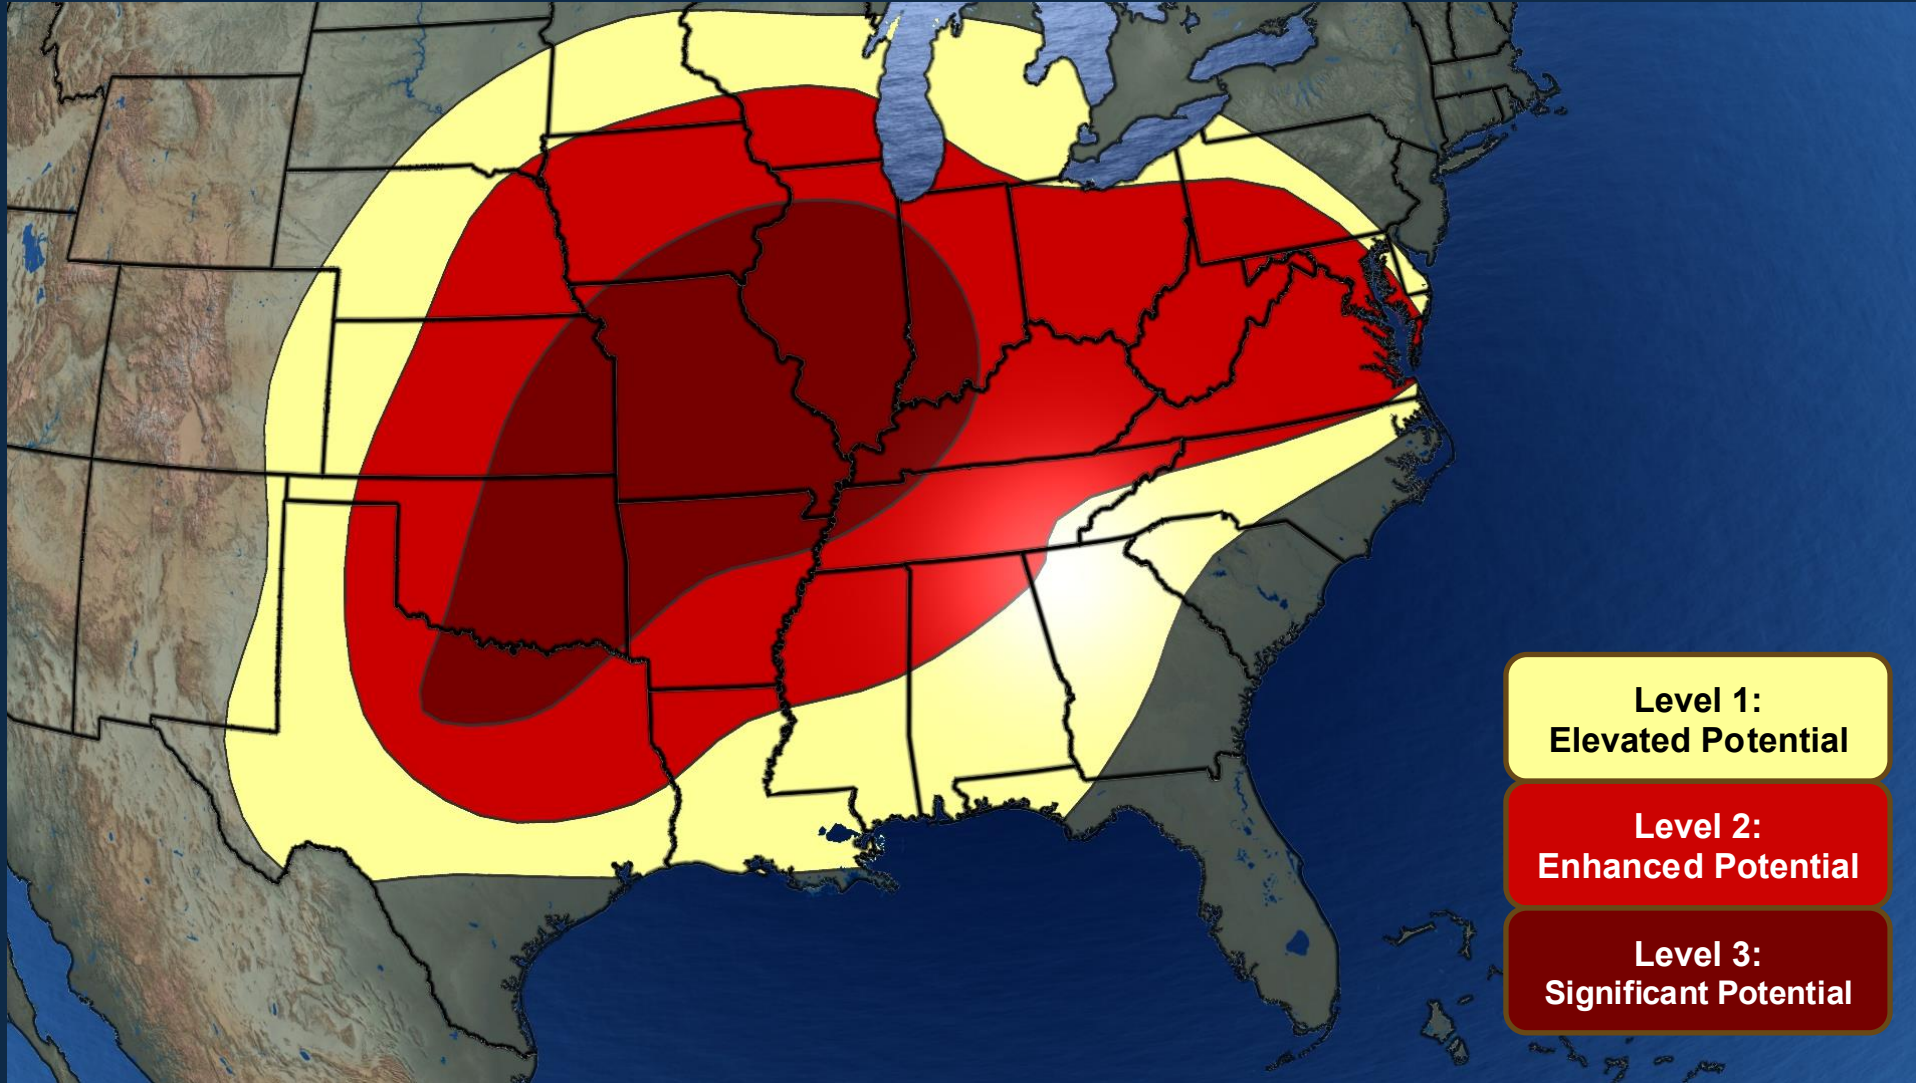 Level 1:
Elevated Potential
Level 2:
Enhanced Potential
Level 3:
Significant Potential